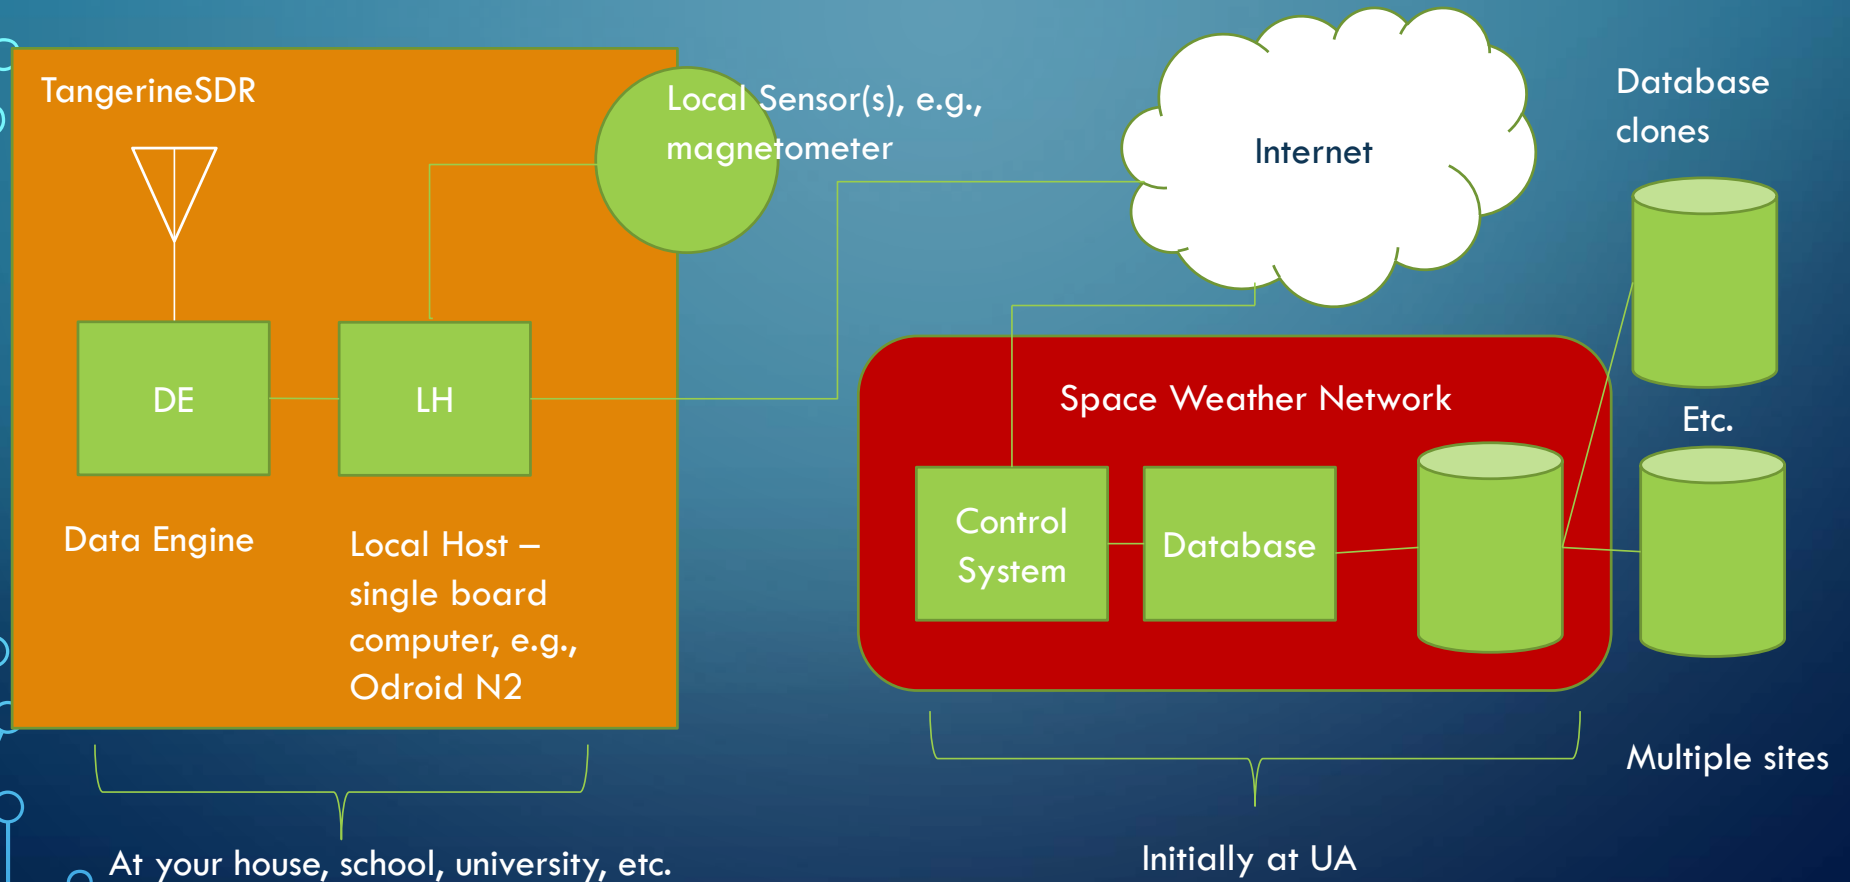 TangerineSDR
Local Sensor(s), e.g.,
magnetometer
Internet
Database
clones
DE
LH
Space Weather Network
Etc.
Control
System
Database
Data Engine
Local Host –
single board
computer, e.g.,
Odroid N2
Multiple sites
At your house, school, university, etc.
Initially at UA